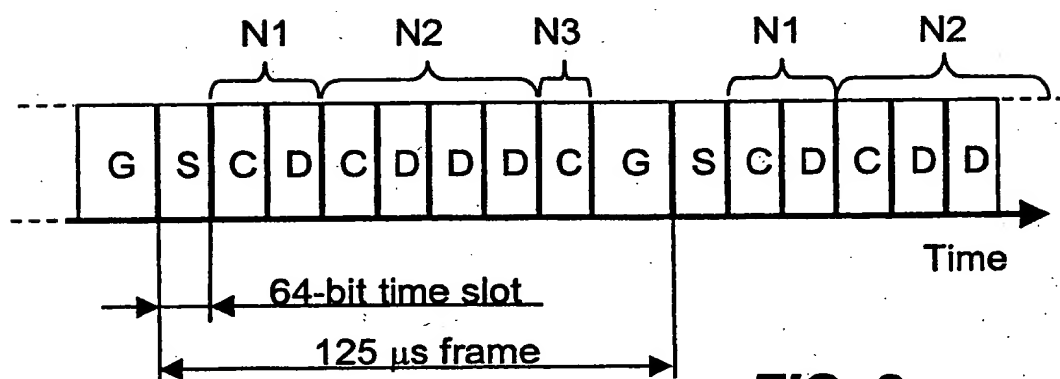 N1 N2 N3 N1 N2
G S C D C D D D C G S C D C D D
Time
64-bit time slot
125 µs frame